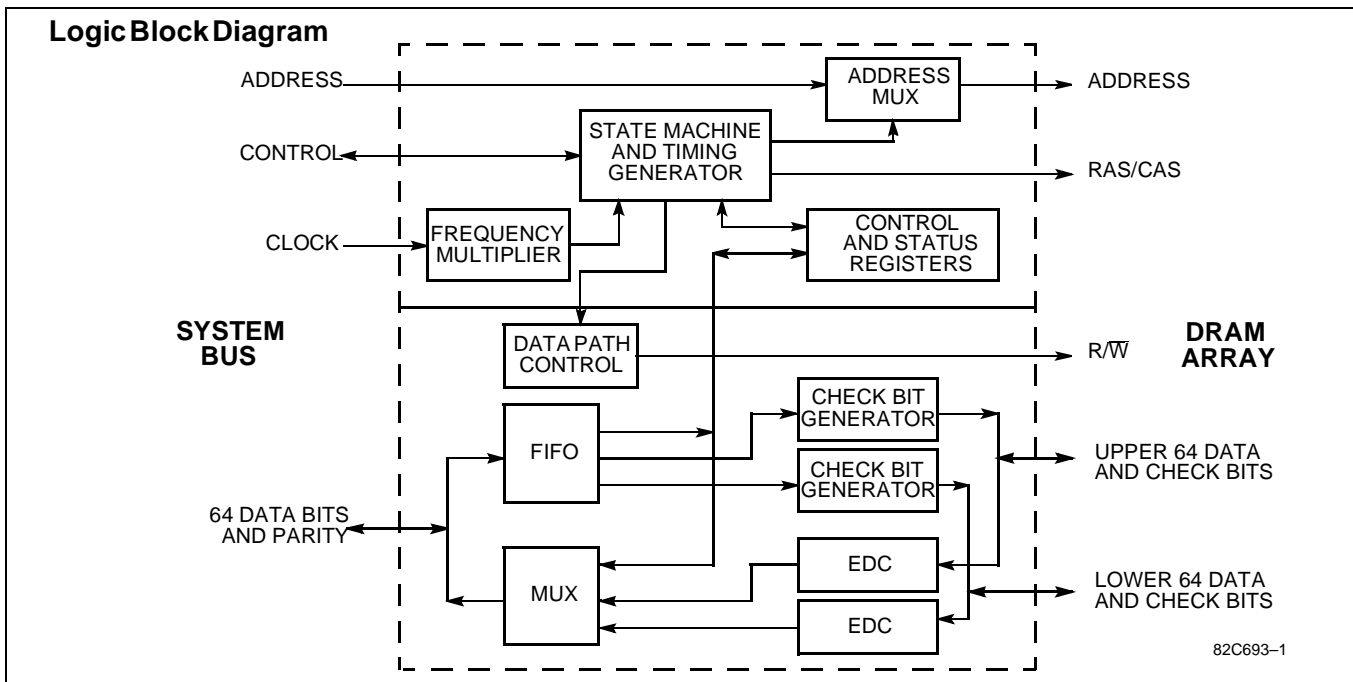 Logic Block Diagram
ADDRESS
ADDRESS
MUX
ADDRESS
CONTROL
STATE MACHINE
AND TIMING
GENERATOR
RAS/CAS
CLOCK
FREQUENCY
MULTIPLIER
CONTROL
AND STATUS
REGISTERS
SYSTEM
BUS
DATA PATH
CONTROL
R/W̅
DRAM
ARRAY
FIFO
CHECK BIT
GENERATOR
CHECK BIT
GENERATOR
UPPER 64 DATA
AND CHECK BITS
64 DATA BITS
AND PARITY
MUX
EDC
EDC
LOWER 64 DATA
AND CHECK BITS
82C693–1